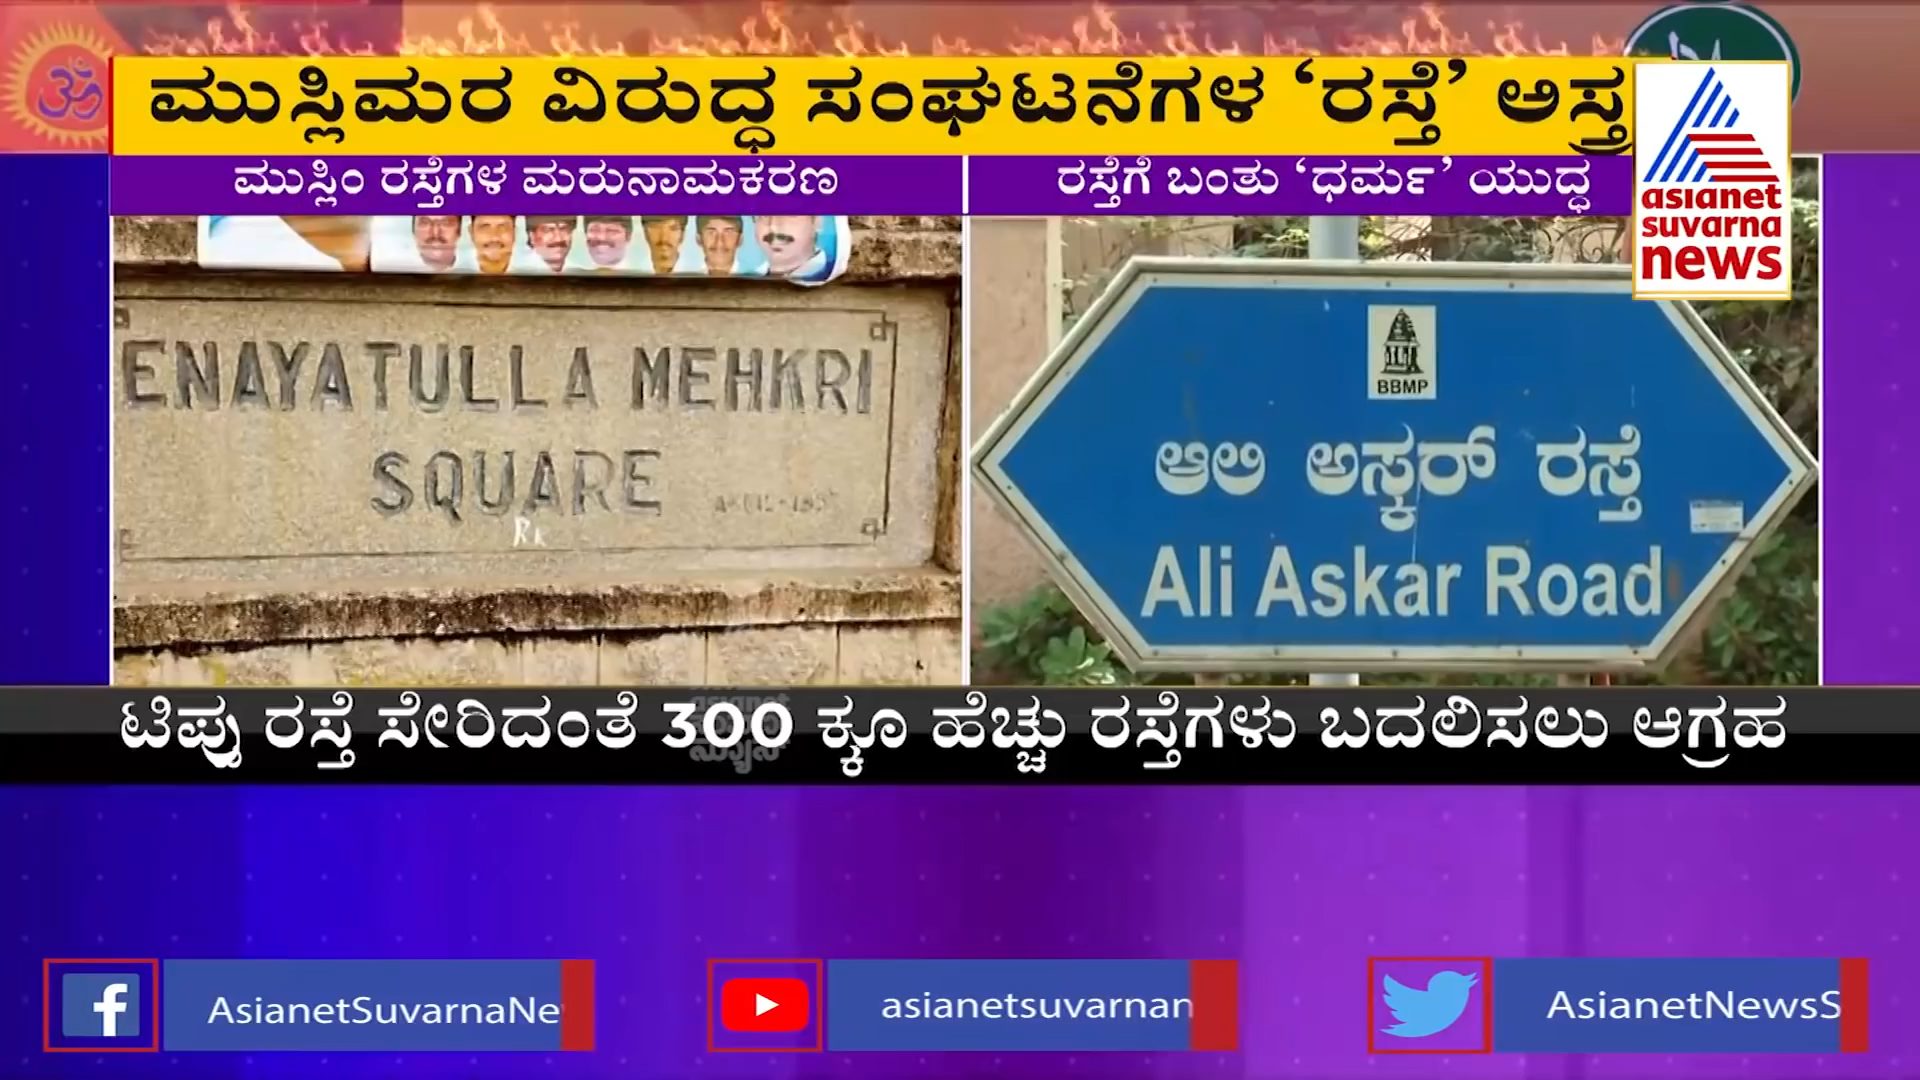 ಮುಸ್ಲಿಮರ ವಿರುದ್ಧ ಸಂಘಟನೆಗಳ ‘ರಸ್ತೆ’ ಅಸ್ತ್ರ
ಮುಸ್ಲಿಂ ರಸ್ತೆಗಳ ಮರುನಾಮಕರಣ
ರಸ್ತೆಗೆ ಬಂತು ‘ಧರ್ಮ’ ಯುದ್ಧ
asianet
suvarna
news
ENAYATULLA MEHKRI
SQUARE
RK
BBMP
ಆಲಿ ಅಸ್ಕರ್ ರಸ್ತೆ
Ali Askar Road
ಟಿಪ್ಪು ರಸ್ತೆ ಸೇರಿದಂತೆ 300 ಕ್ಕೂ ಹೆಚ್ಚು ರಸ್ತೆಗಳು ಬದಲಿಸಲು ಆಗ್ರಹ
AsianetSuvarnaNe
asianetsuvarnan
AsianetNewsS